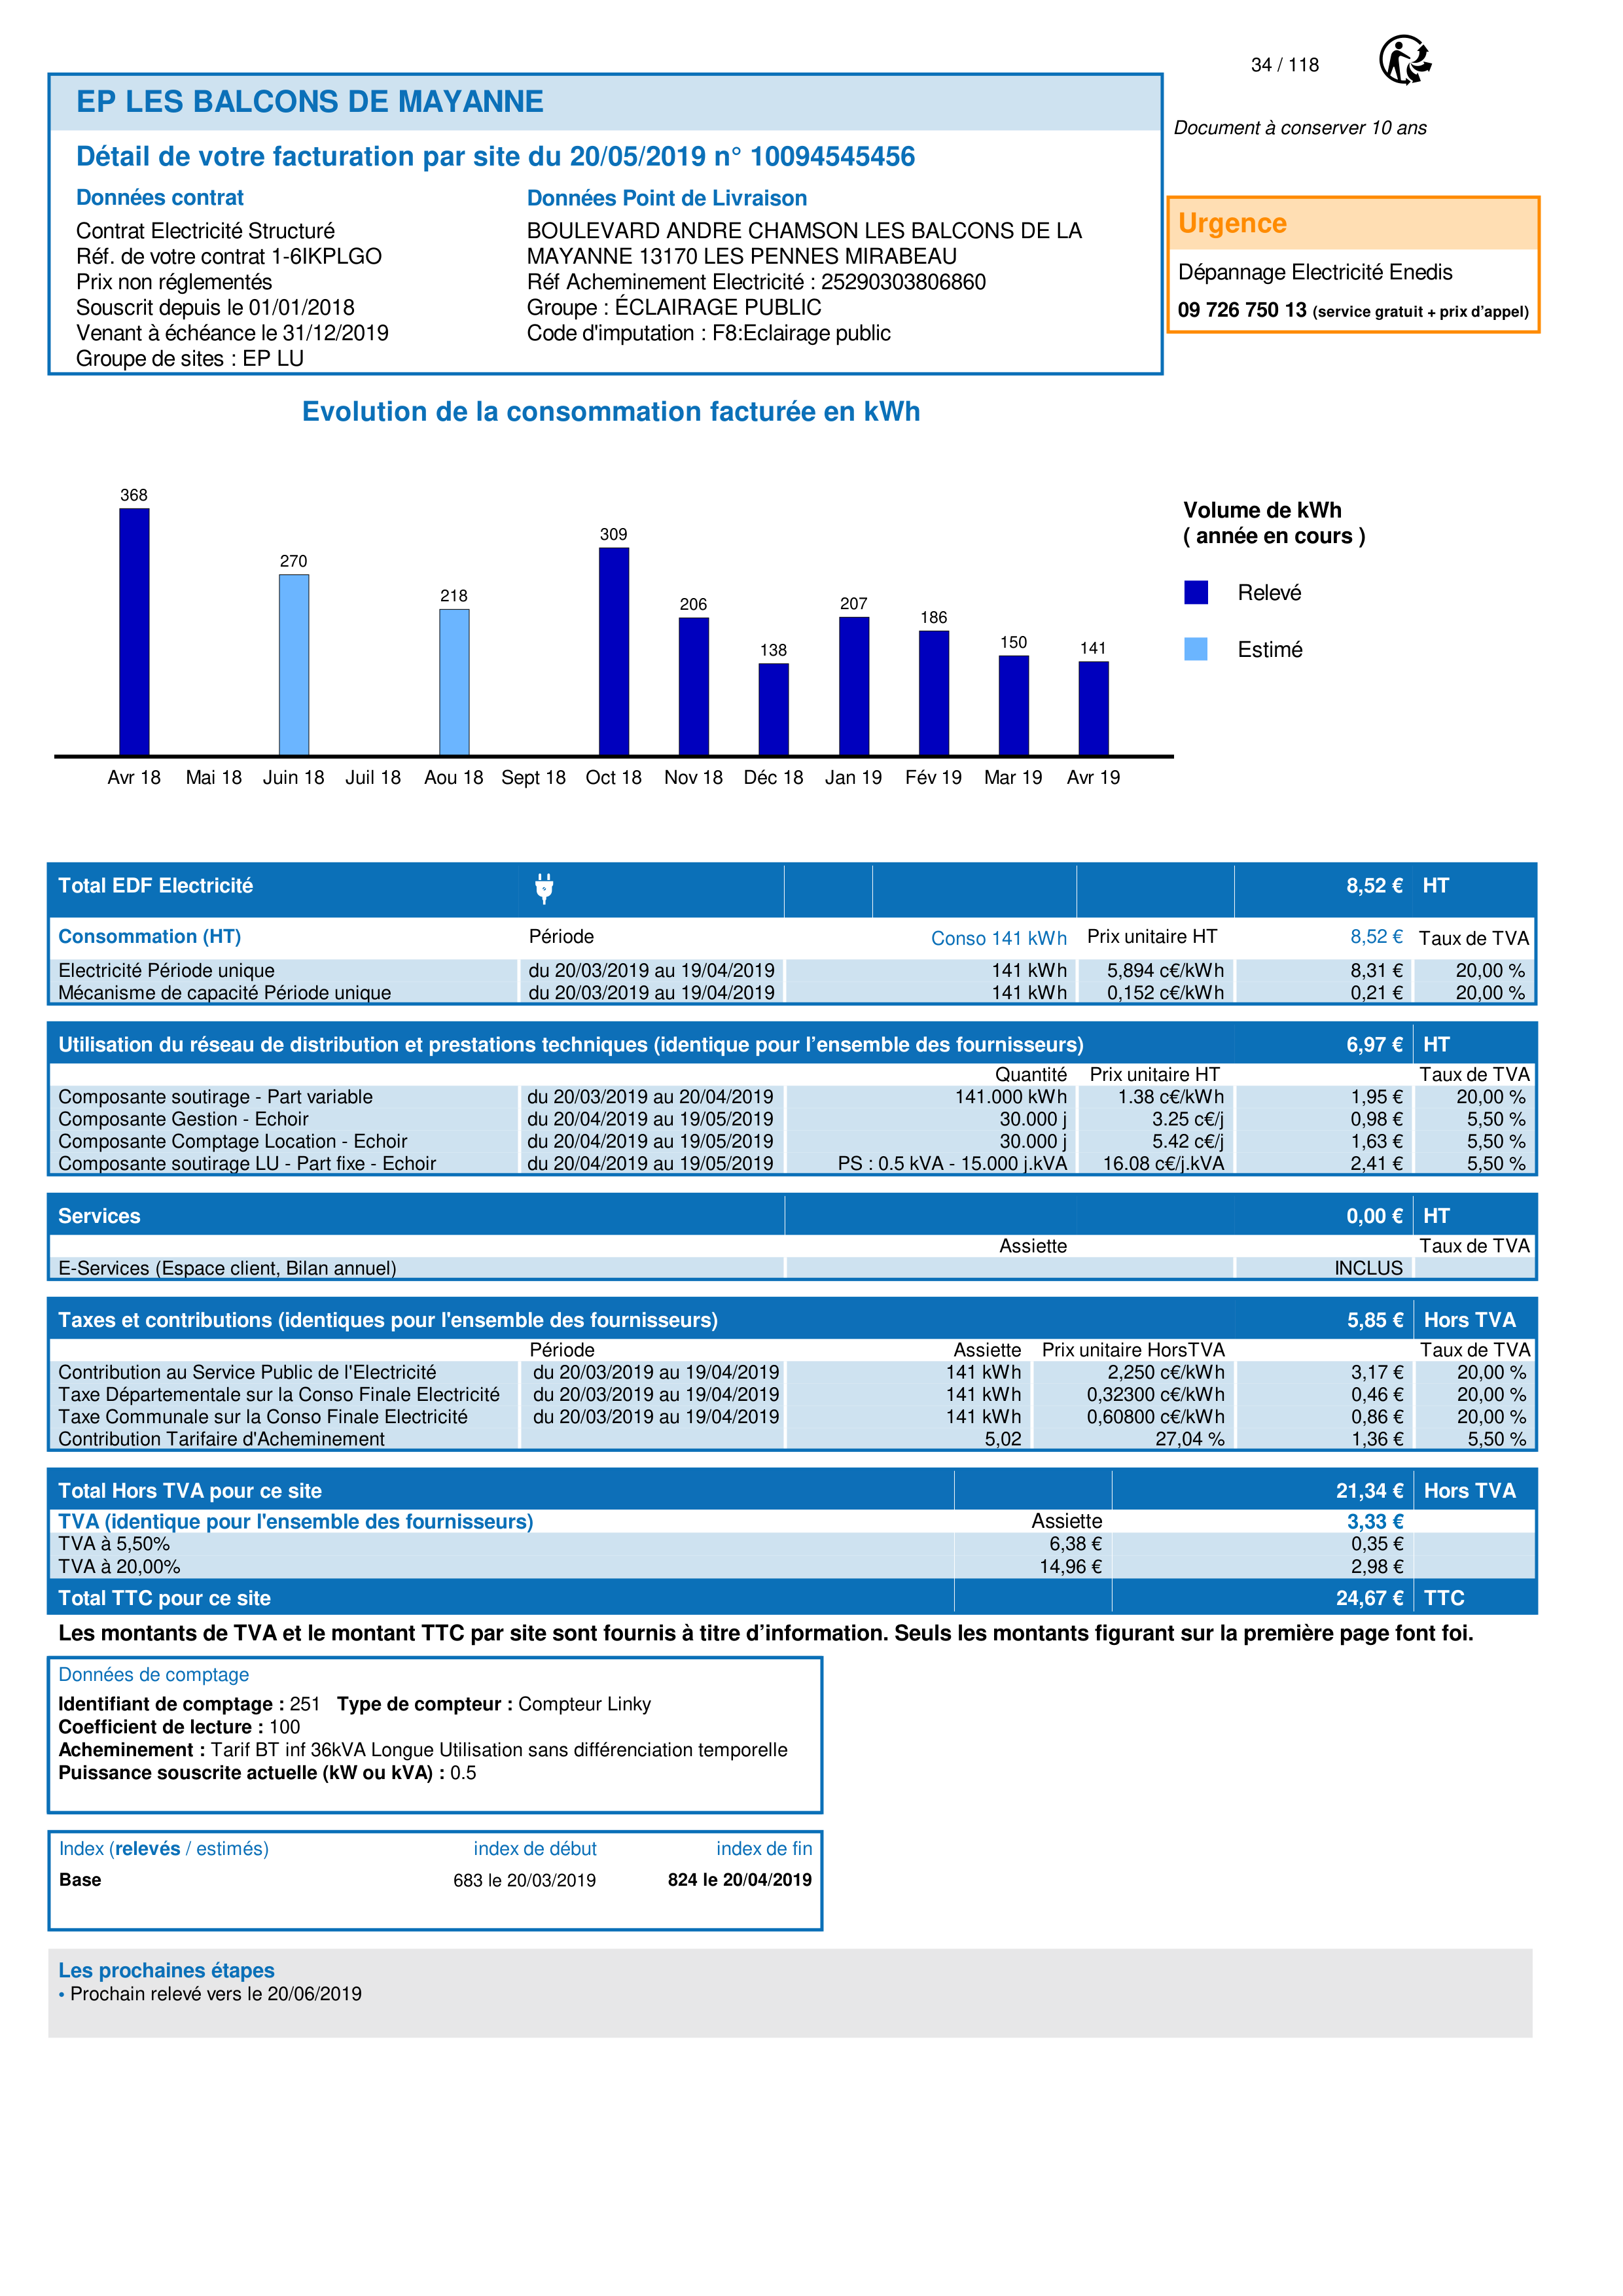 34 / 118
EP LES BALCONS DE MAYANNE
Document à conserver 10 ans
Détail de votre facturation par site du 20/05/2019 n° 10094545456
Données contrat
Contrat Electricité Structuré
Réf. de votre contrat 1-6IKPLGO
Prix non réglementés
Souscrit depuis le 01/01/2018
Venant à échéance le 31/12/2019
Groupe de sites : EP LU
Données Point de Livraison
BOULEVARD ANDRE CHAMSON LES BALCONS DE LA
MAYANNE 13170 LES PENNES MIRABEAU
Réf Acheminement Electricité : 25290303806860
Groupe : ÉCLAIRAGE PUBLIC
Code d'imputation : F8:Eclairage public
Urgence
Dépannage Electricité Enedis
09 726 750 13 (service gratuit + prix d'appel)
Evolution de la consommation facturée en kWh
368 270 218 309 206 138 207 186 150 141
Avr 18 Mai 18 Juin 18 Juil 18 Aou 18 Sept 18 Oct 18 Nov 18 Déc 18 Jan 19 Fév 19 Mar 19 Avr 19
Volume de kWh
( année en cours )
Relevé
Estimé
Total EDF Electricité 8,52 € HT
Consommation (HT) Période Conso 141 kWh Prix unitaire HT 8,52 € Taux de TVA
Electricité Période unique du 20/03/2019 au 19/04/2019 141 kWh 5,894 c€/kWh 8,31 € 20,00 %
Mécanisme de capacité Période unique du 20/03/2019 au 19/04/2019 141 kWh 0,152 c€/kWh 0,21 € 20,00 %
Utilisation du réseau de distribution et prestations techniques (identique pour l'ensemble des fournisseurs) 6,97 € HT
Quantité Prix unitaire HT Taux de TVA
Composante soutirage - Part variable du 20/03/2019 au 20/04/2019 141.000 kWh 1.38 c€/kWh 1,95 € 20,00 %
Composante Gestion - Echoir du 20/04/2019 au 19/05/2019 30.000 j 3.25 c€/j 0,98 € 5,50 %
Composante Comptage Location - Echoir du 20/04/2019 au 19/05/2019 30.000 j 5.42 c€/j 1,63 € 5,50 %
Composante soutirage LU - Part fixe - Echoir du 20/04/2019 au 19/05/2019 PS : 0.5 kVA - 15.000 j.kVA 16.08 c€/j.kVA 2,41 € 5,50 %
Services 0,00 € HT
Assiette Taux de TVA
E-Services (Espace client, Bilan annuel) INCLUS
Taxes et contributions (identiques pour l'ensemble des fournisseurs) 5,85 € Hors TVA
Période Assiette Prix unitaire HorsTVA Taux de TVA
Contribution au Service Public de l'Electricité du 20/03/2019 au 19/04/2019 141 kWh 2,250 c€/kWh 3,17 € 20,00 %
Taxe Départementale sur la Conso Finale Electricité du 20/03/2019 au 19/04/2019 141 kWh 0,32300 c€/kWh 0,46 € 20,00 %
Taxe Communale sur la Conso Finale Electricité du 20/03/2019 au 19/04/2019 141 kWh 0,60800 c€/kWh 0,86 € 20,00 %
Contribution Tarifaire d'Acheminement 5,02 27,04 % 1,36 € 5,50 %
Total Hors TVA pour ce site 21,34 € Hors TVA
TVA (identique pour l'ensemble des fournisseurs) Assiette 3,33 €
TVA à 5,50% 6,38 € 0,35 €
TVA à 20,00% 14,96 € 2,98 €
Total TTC pour ce site 24,67 € TTC
Les montants de TVA et le montant TTC par site sont fournis à titre d'information. Seuls les montants figurant sur la première page font foi.
Données de comptage
Identifiant de comptage : 251 Type de compteur : Compteur Linky
Coefficient de lecture : 100
Acheminement : Tarif BT inf 36kVA Longue Utilisation sans différenciation temporelle
Puissance souscrite actuelle (kW ou kVA) : 0.5
Index (relevés / estimés) index de début index de fin
Base 683 le 20/03/2019 824 le 20/04/2019
Les prochaines étapes
• Prochain relevé vers le 20/06/2019